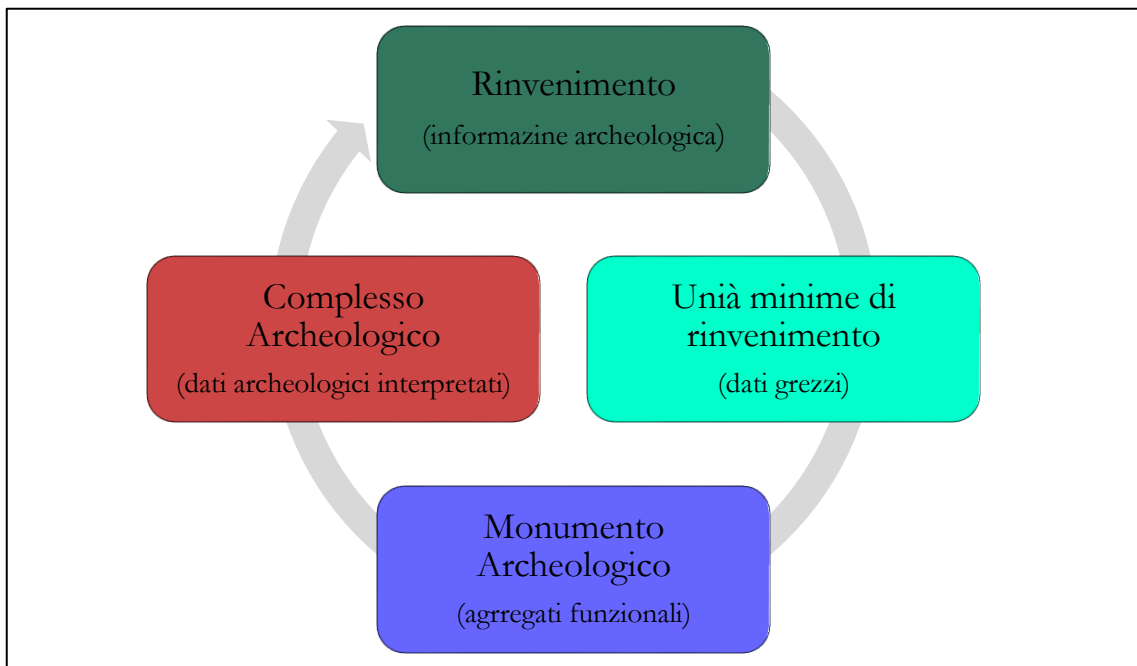 Rinvenimento
(informazine archeologica)
Complesso
Archeologico
(dati archeologici interpretati)
Unià minime di
rinvenimento
(dati grezzi)
Monumento
Archeologico
(agrregati funzionali)